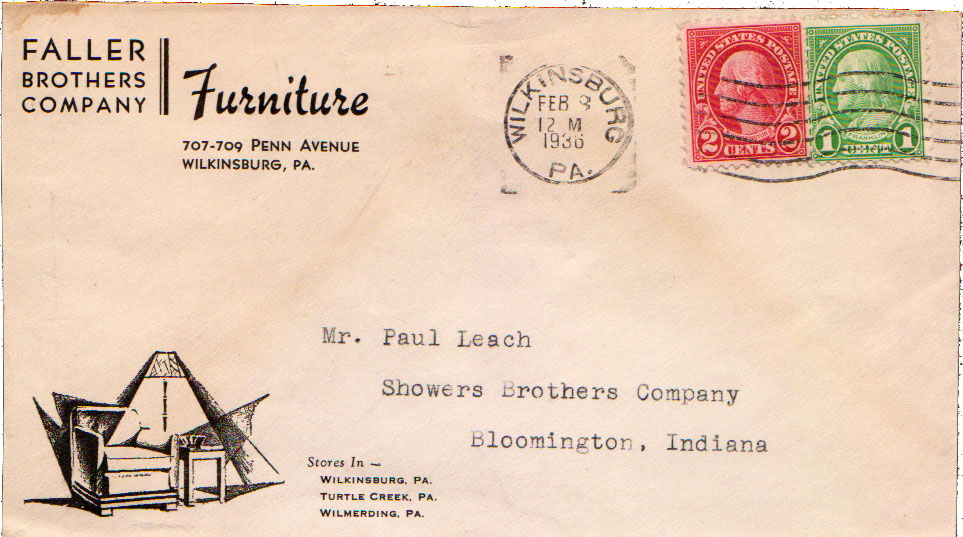 FALLER
BROTHERS
COMPANY
Furniture
707-709 PENN AVENUE
WILKINSBURG, PA.
WILKINSBURG
FEB 8
12 M
1936
PA.
UNITED STATES POSTAGE
2 CENTS 2
UNITED STATES POSTAGE
FRANKLIN
1 CENT 1
Mr. Paul Leach
Showers Brothers Company
Bloomington, Indiana
Stores In —
WILKINSBURG, PA.
TURTLE CREEK, PA.
WILMERDING, PA.